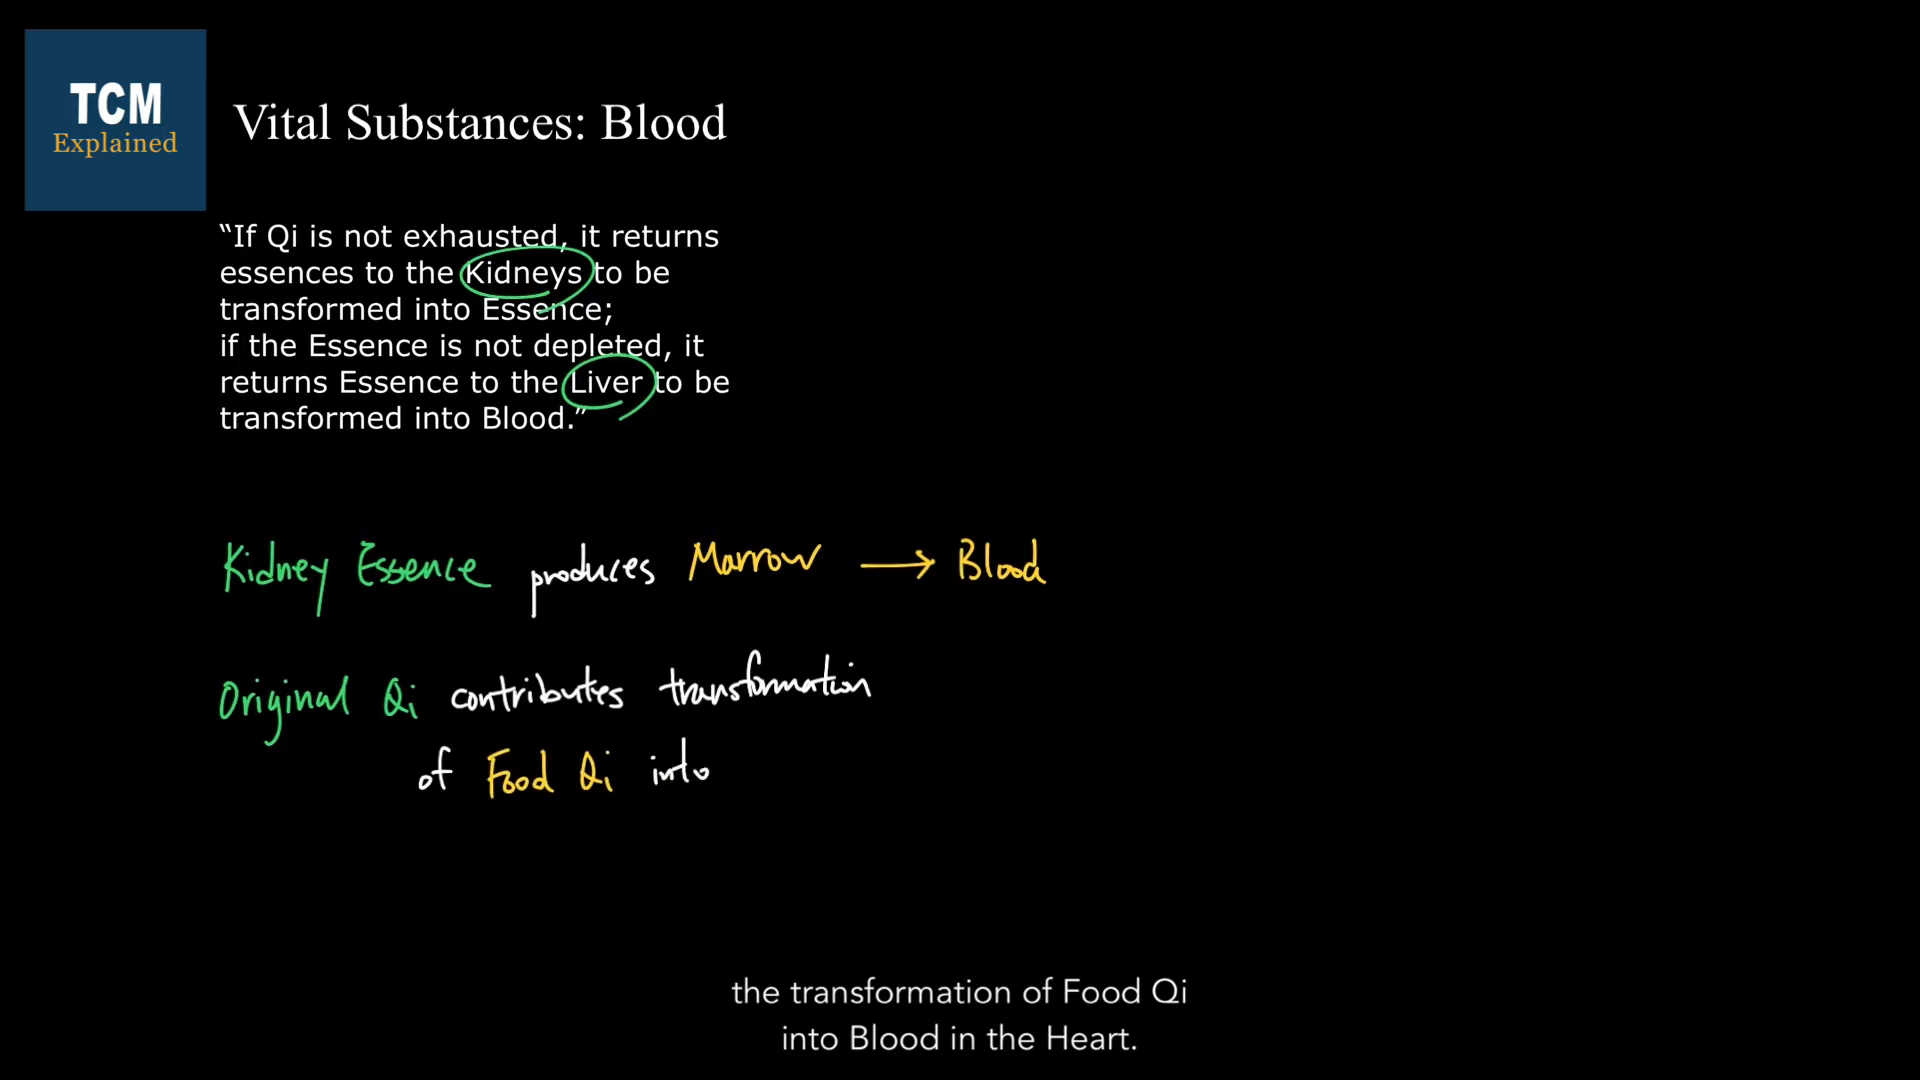 TCM
Explained
Vital Substances: Blood
“If Qi is not exhausted, it returns
essences to the Kidneys to be
transformed into Essence;
if the Essence is not depleted, it
returns Essence to the Liver to be
transformed into Blood.”
Kidney Essence produces Marrow → Blood
Original Qi contributes transformation
of Food Qi into
the transformation of Food Qi
into Blood in the Heart.